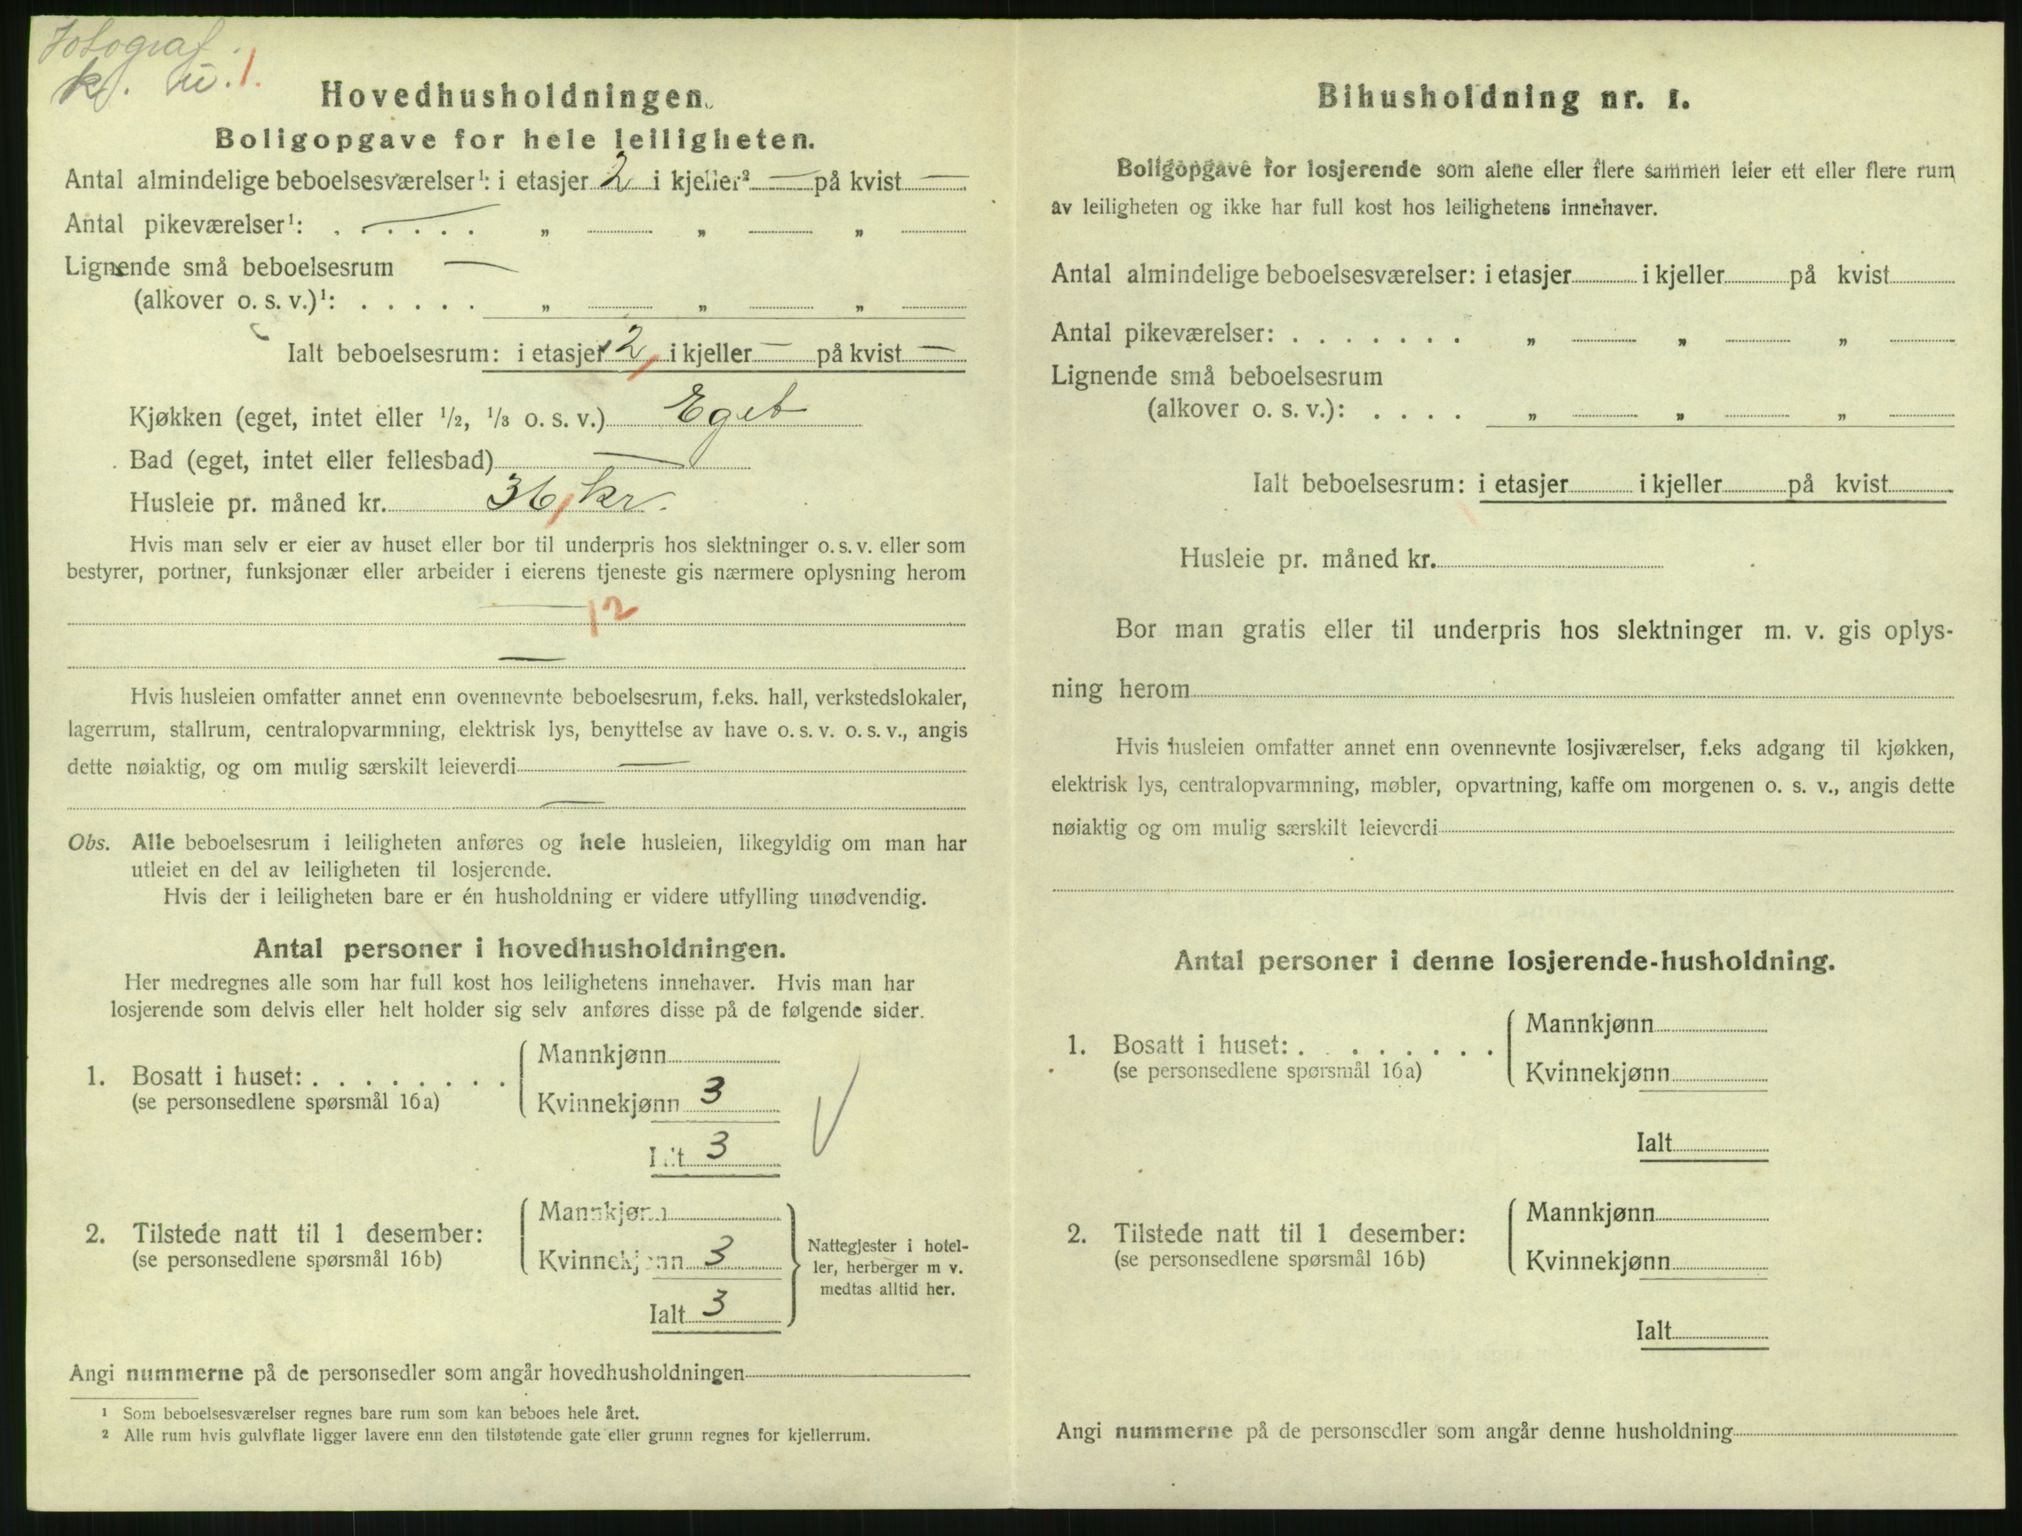 Fotograf.
kj. u. 1.
Hovedhusholdningen.
Boligopgave for hele leiligheten.
Antal almindelige beboelsesværelser¹: i etasjer 2 i kjeller² — på kvist —
Antal pikeværelser¹: . — . . . . „ „ „
Lignende små beboelsesrum —
(alkover o. s. v.)¹: . . . . . „ „ „
Ialt beboelsesrum: i etasjer 2 i kjeller — på kvist —
Kjøkken (eget, intet eller 1/2, 1/3 o. s. v.) Eget
Bad (eget, intet eller fellesbad) —
Husleie pr. måned kr. 36 kr.
Hvis man selv er eier av huset eller bor til underpris hos slektninger o. s. v. eller som
bestyrer, portner, funksjonær eller arbeider i eierens tjeneste gis nærmere oplysning herom
— 12
—
Hvis husleien omfatter annet enn ovennevnte beboelsesrum, f.eks. hall, verkstedslokaler,
lagerrum, stallrum, centralopvarmning, elektrisk lys, benyttelse av have o. s. v. o. s. v., angis
dette nøiaktig, og om mulig særskilt leieverdi —
—
Obs. Alle beboelsesrum i leiligheten anføres og hele husleien, likegyldig om man har
utleiet en del av leiligheten til losjerende.
Hvis der i leiligheten bare er én husholdning er videre utfylling unødvendig.
Antal personer i hovedhusholdningen.
Her medregnes alle som har full kost hos leilighetens innehaver. Hvis man har
losjerende som delvis eller helt holder sig selv anføres disse på de følgende sider.
Mannkjønn
1. Bosatt i huset: . . . . . . . .
(se personsedlene spørsmål 16a)
Kvinnekjønn 3
Ialt 3
Mannkjønn
2. Tilstede natt til 1 desember:
(se personsedlene spørsmål 16b)
Kvinnekjønn 3
Ialt 3
Nattegjester i hotel-
ler, herberger m v.
medtas alltid her.
Angi nummerne på de personsedler som angår hovedhusholdningen
¹ Som beboelsesværelser regnes bare rum som kan beboes hele året.
² Alle rum hvis gulvflate ligger lavere enn den tilstøtende gate eller grunn regnes for kjellerrum.
Bihusholdning nr. 1.
Boligopgave for losjerende som alene eller flere sammen leier ett eller flere rum
av leiligheten og ikke har full kost hos leilighetens innehaver.
Antal almindelige beboelsesværelser: i etasjer i kjeller på kvist
Antal pikeværelser: . . . . . . . „ „ „
Lignende små beboelsesrum
(alkover o. s. v.): . . . . „ „ „
Ialt beboelsesrum: i etasjer i kjeller på kvist
Husleie pr. måned kr.
Bor man gratis eller til underpris hos slektninger m. v. gis oplys-
ning herom
Hvis husleien omfatter annet enn ovennevnte losjiværelser, f.eks adgang til kjøkken,
elektrisk lys, centralopvarmning, møbler, opvartning, kaffe om morgenen o. s. v., angis dette
nøiaktig og om mulig særskilt leieverdi
Antal personer i denne losjerende-husholdning.
Mannkjønn
1. Bosatt i huset: . . . . . . . .
(se personsedlene spørsmål 16a)
Kvinnekjønn
Ialt
Mannkjønn
2. Tilstede natt til 1 desember:
(se personsedlene spørsmål 16b)
Kvinnekjønn
Ialt
Angi nummerne på de personsedler som angår denne husholdning